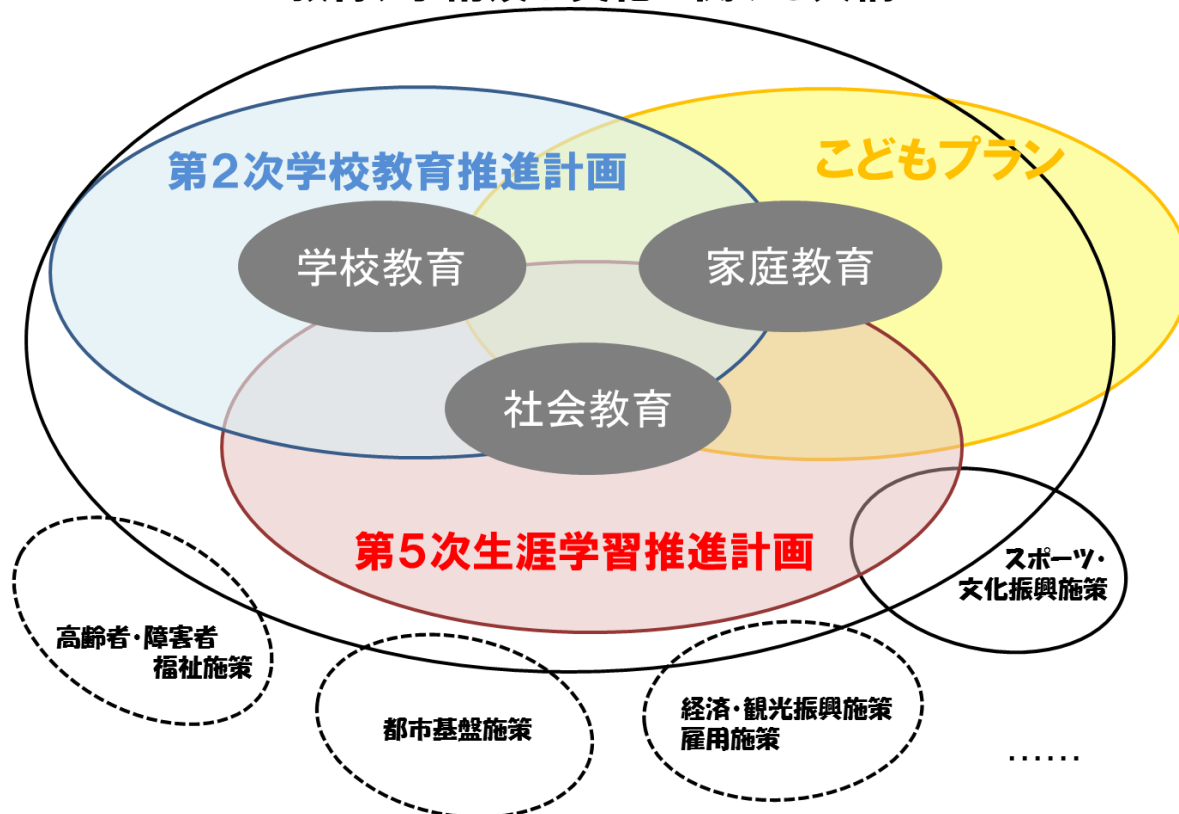 第2次学校教育推進計画
こどもプラン
学校教育
家庭教育
社会教育
第5次生涯学習推進計画
スポーツ・
文化振興施策
高齢者・障害者
福祉施策
都市基盤施策
経済・観光振興施策
雇用施策
……